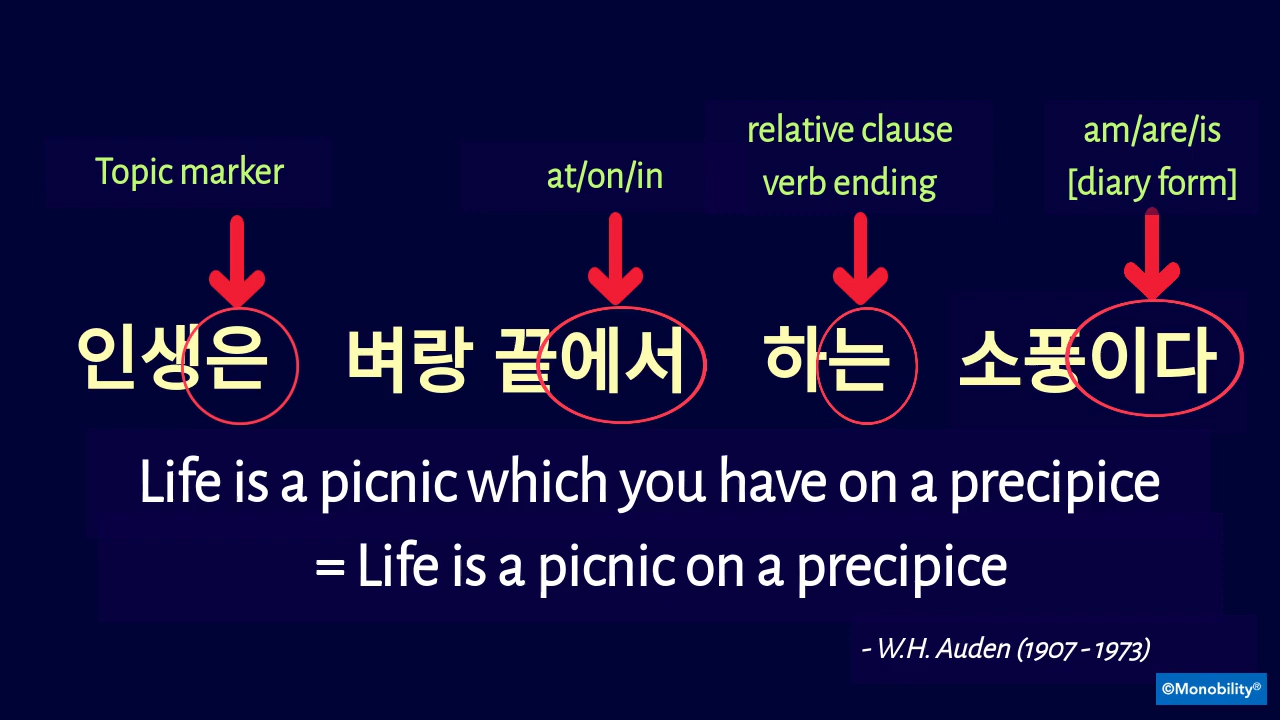 Topic marker
at/on/in
relative clause
verb ending
am/are/is
[diary form]
인생은 벼랑 끝에서 하는 소풍이다
Life is a picnic which you have on a precipice
= Life is a picnic on a precipice
- W.H. Auden (1907 - 1973)
©Monobility®